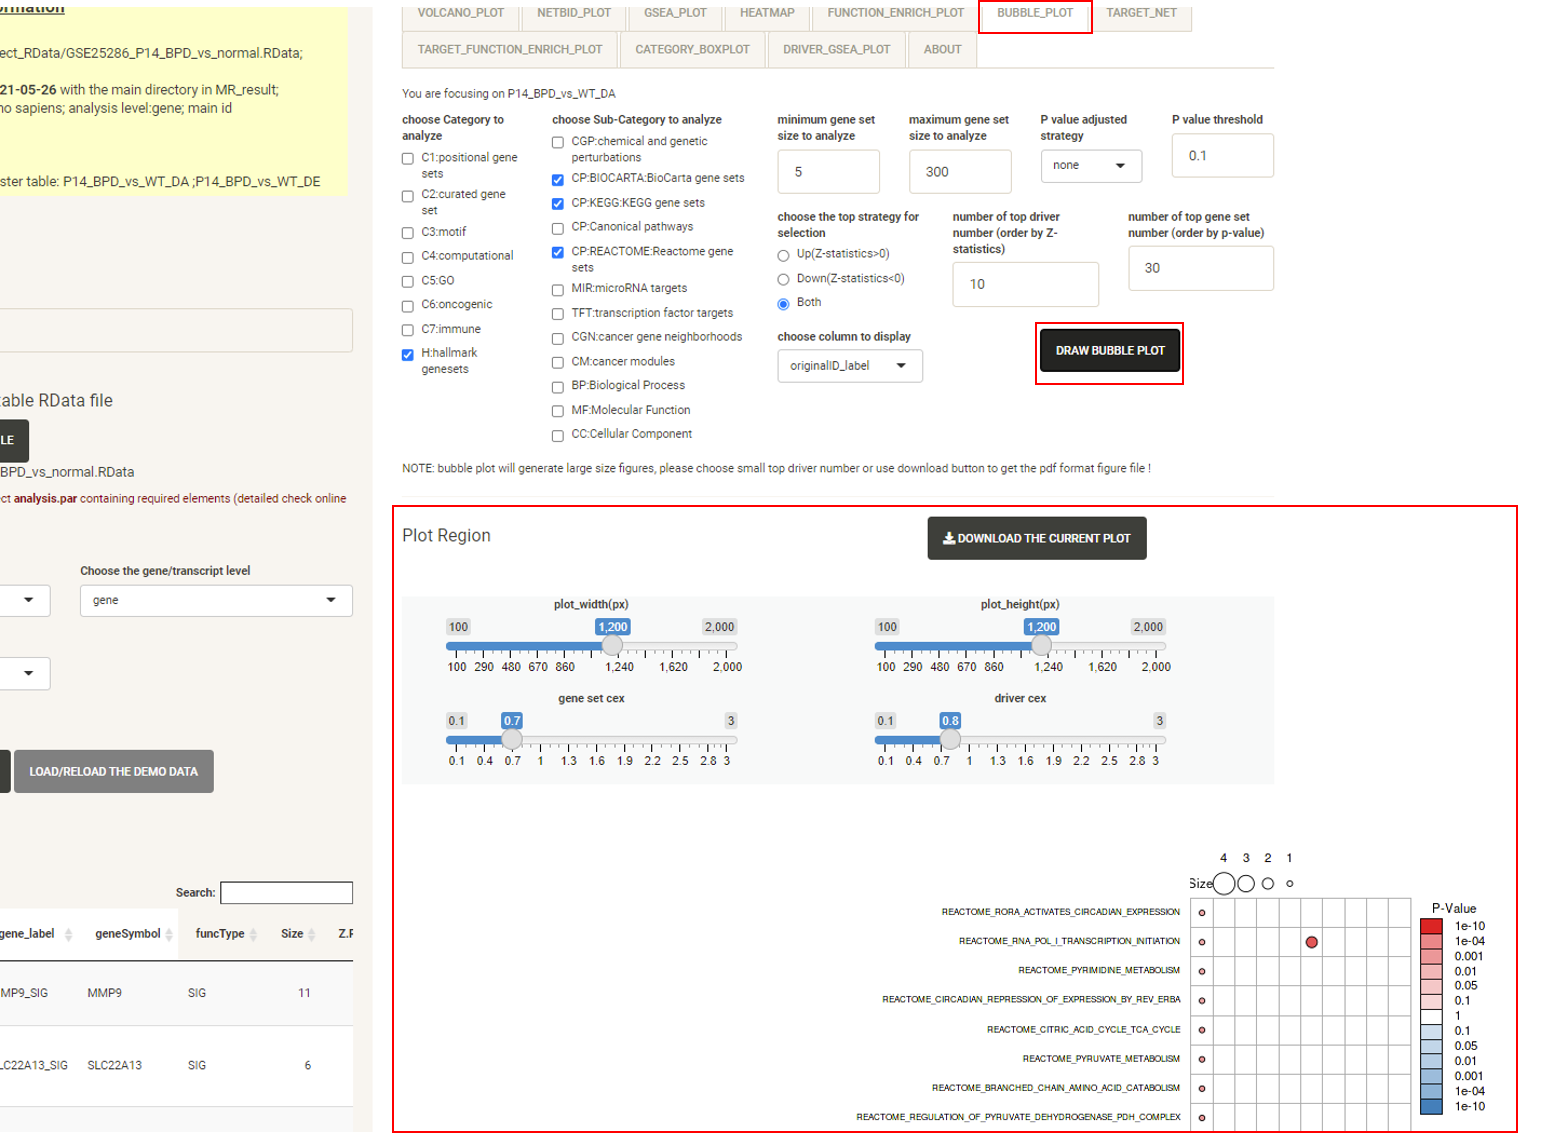 ormation
ect_RData/GSE25286_P14_BPD_vs_normal.RData;
21-05-26 with the main directory in MR_result;
no sapiens; analysis level:gene; main id
ster table: P14_BPD_vs_WT_DA ;P14_BPD_vs_WT_DE
table RData file
LE
BPD_vs_normal.RData
ct analysis.par containing required elements (detailed check online
Choose the gene/transcript level
gene
LOAD/RELOAD THE DEMO DATA
Search:
gene_label geneSymbol funcType Size Z.F
MP9_SIG MMP9 SIG 11
LC22A13_SIG SLC22A13 SIG 6
VOLCANO_PLOT NETBID_PLOT GSEA_PLOT HEATMAP FUNCTION_ENRICH_PLOT BUBBLE_PLOT TARGET_NET
TARGET_FUNCTION_ENRICH_PLOT CATEGORY_BOXPLOT DRIVER_GSEA_PLOT ABOUT
You are focusing on P14_BPD_vs_WT_DA
choose Category to
analyze
C1:positional gene
sets
C2:curated gene
set
C3:motif
C4:computational
C5:GO
C6:oncogenic
C7:immune
H:hallmark
genesets
choose Sub-Category to analyze
CGP:chemical and genetic
perturbations
CP:BIOCARTA:BioCarta gene sets
CP:KEGG:KEGG gene sets
CP:Canonical pathways
CP:REACTOME:Reactome gene
sets
MIR:microRNA targets
TFT:transcription factor targets
CGN:cancer gene neighborhoods
CM:cancer modules
BP:Biological Process
MF:Molecular Function
CC:Cellular Component
minimum gene set
size to analyze
5
maximum gene set
size to analyze
300
P value adjusted
strategy
none
P value threshold
0.1
choose the top strategy for
selection
Up(Z-statistics>0)
Down(Z-statistics<0)
Both
number of top driver
number (order by Z-
statistics)
10
number of top gene set
number (order by p-value)
30
choose column to display
originalID_label
DRAW BUBBLE PLOT
NOTE: bubble plot will generate large size figures, please choose small top driver number or use download button to get the pdf format figure file !
Plot Region
DOWNLOAD THE CURRENT PLOT
plot_width(px)
100 1,200 2,000
100 290 480 670 860 1,240 1,620 2,000
plot_height(px)
100 1,200 2,000
100 290 480 670 860 1,240 1,620 2,000
gene set cex
0.1 0.7 3
0.1 0.4 0.7 1 1.3 1.6 1.9 2.2 2.5 2.8 3
driver cex
0.1 0.8 3
0.1 0.4 0.7 1 1.3 1.6 1.9 2.2 2.5 2.8 3
4 3 2 1
Size
REACTOME_RORA_ACTIVATES_CIRCADIAN_EXPRESSION
REACTOME_RNA_POL_I_TRANSCRIPTION_INITIATION
REACTOME_PYRIMIDINE_METABOLISM
REACTOME_CIRCADIAN_REPRESSION_OF_EXPRESSION_BY_REV_ERBA
REACTOME_CITRIC_ACID_CYCLE_TCA_CYCLE
REACTOME_PYRUVATE_METABOLISM
REACTOME_BRANCHED_CHAIN_AMINO_ACID_CATABOLISM
REACTOME_REGULATION_OF_PYRUVATE_DEHYDROGENASE_PDH_COMPLEX
P-Value
1e-10
1e-04
0.001
0.01
0.05
0.1
1
0.1
0.05
0.01
0.001
1e-04
1e-10